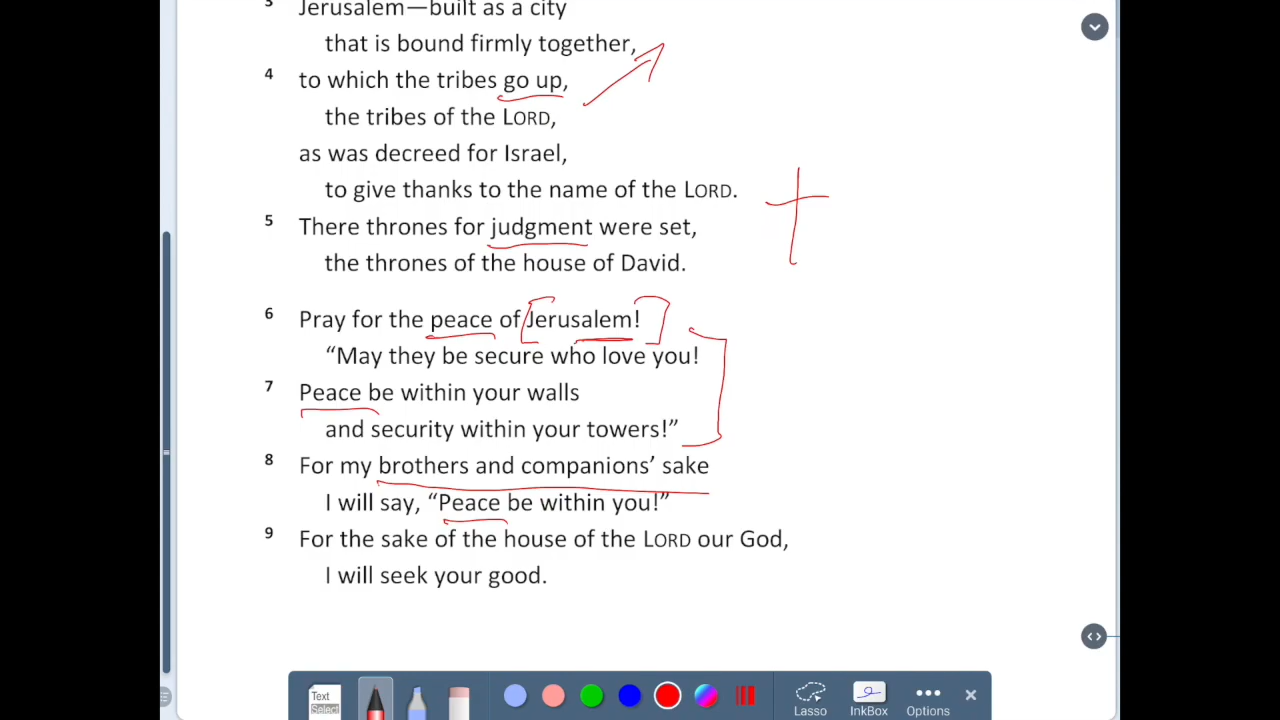 3 Jerusalem—built as a city
that is bound firmly together,
4 to which the tribes go up,
the tribes of the LORD,
as was decreed for Israel,
to give thanks to the name of the LORD.
5 There thrones for judgment were set,
the thrones of the house of David.
6 Pray for the peace of Jerusalem!
“May they be secure who love you!
7 Peace be within your walls
and security within your towers!”
8 For my brothers and companions’ sake
I will say, “Peace be within you!”
9 For the sake of the house of the LORD our God,
I will seek your good.
Text
Select
Lasso
InkBox
Options